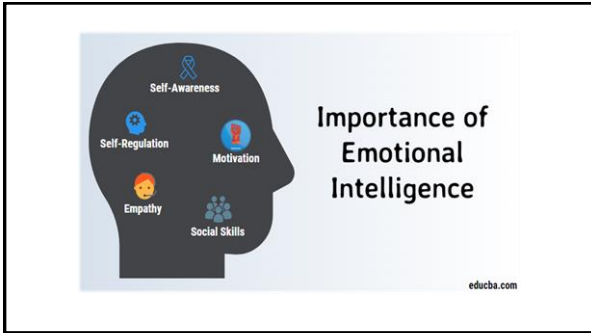 Self-Awareness
Self-Regulation
Motivation
Empathy
Social Skills
Importance of
Emotional
Intelligence
educba.com